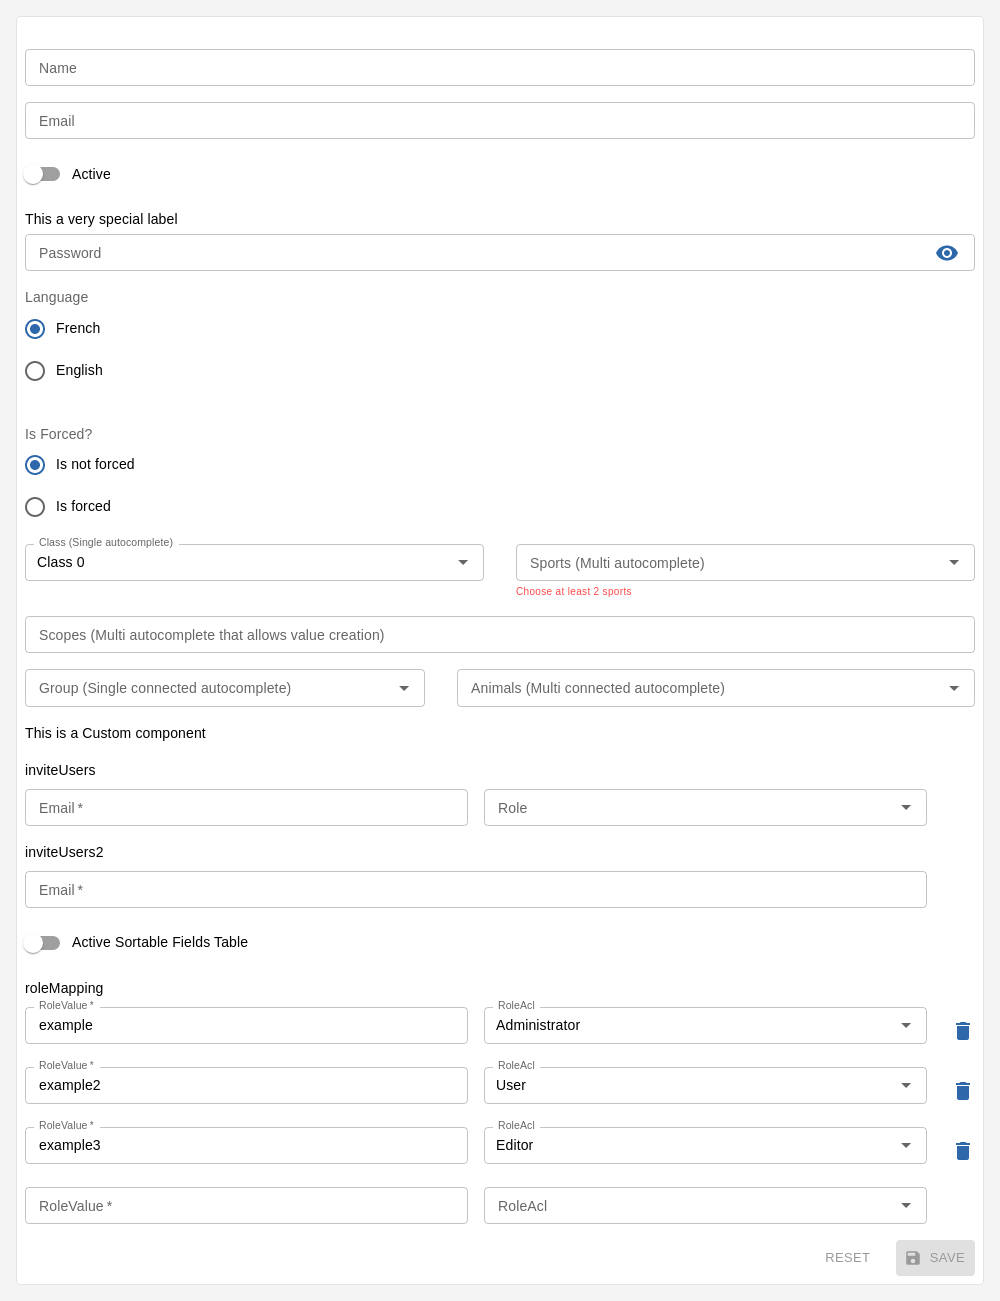 Name
Email
Active
This a very special label
Password
Language
French
English
Is Forced?
Is not forced
Is forced
Class (Single autocomplete)
Class 0
Sports (Multi autocomplete)
Choose at least 2 sports
Scopes (Multi autocomplete that allows value creation)
Group (Single connected autocomplete)
Animals (Multi connected autocomplete)
This is a Custom component
inviteUsers
Email *
Role
inviteUsers2
Email *
Active Sortable Fields Table
roleMapping
RoleValue *
example
RoleAcl
Administrator
RoleValue *
example2
RoleAcl
User
RoleValue *
example3
RoleAcl
Editor
RoleValue *
RoleAcl
RESET
SAVE